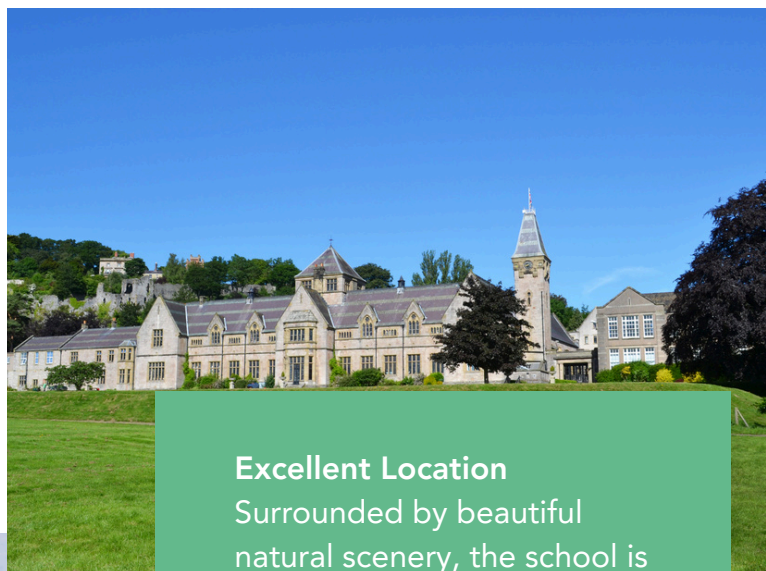 Excellent Location
Surrounded by beautiful
natural scenery, the school is